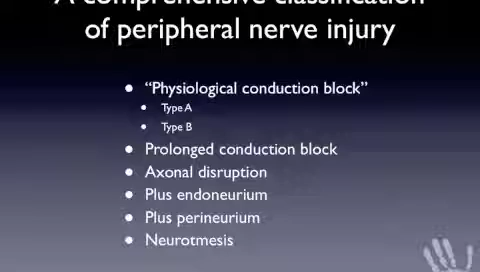 A comprehensive classification
of peripheral nerve injury
• “Physiological conduction block”
• Type A
• Type B
• Prolonged conduction block
• Axonal disruption
• Plus endoneurium
• Plus perineurium
• Neurotmesis